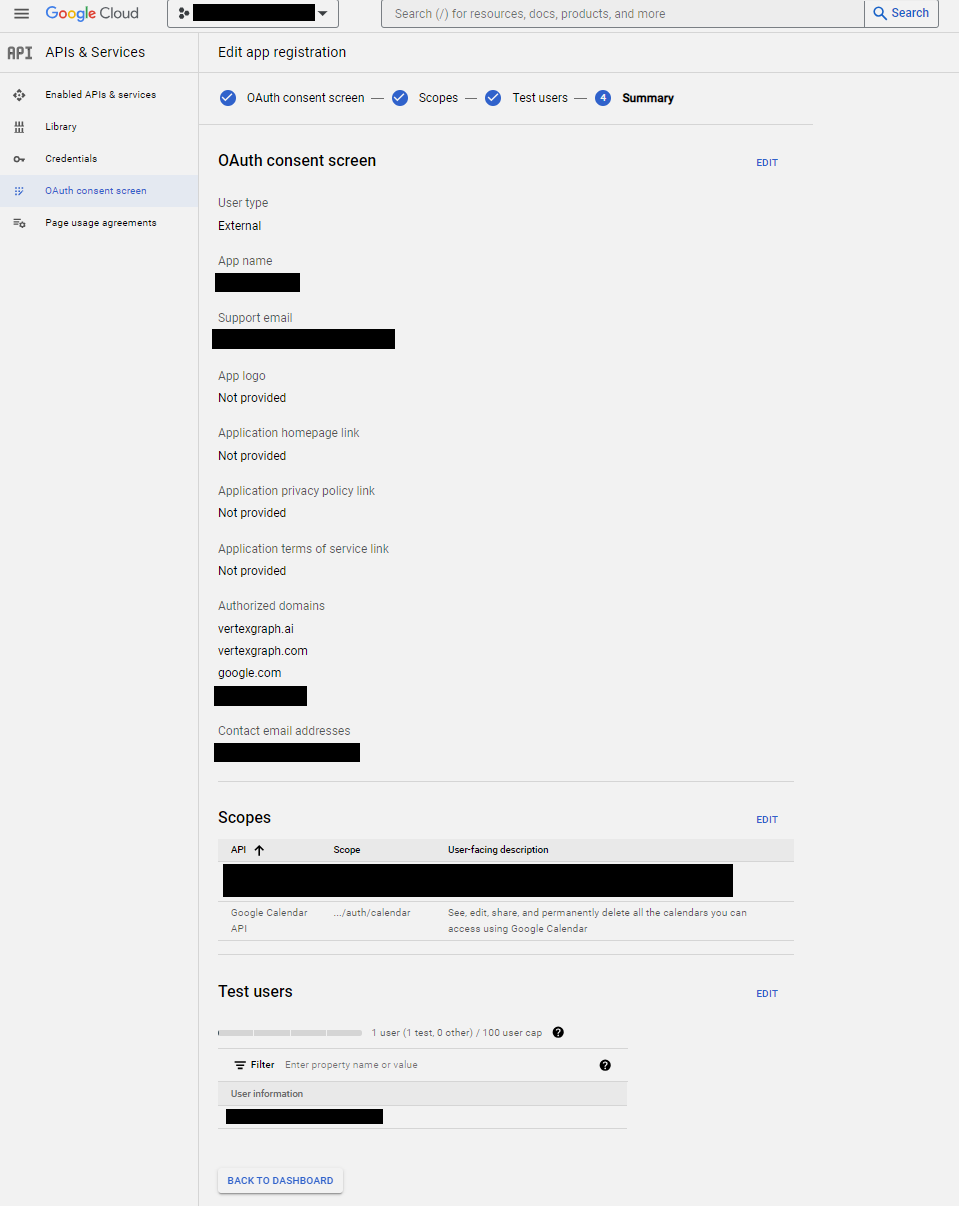 Google Cloud
Search (/) for resources, docs, products, and more
Search
API APIs & Services
Edit app registration
Enabled APIs & services
Library
Credentials
OAuth consent screen
Page usage agreements
OAuth consent screen — Scopes — Test users — 4 Summary
OAuth consent screen
EDIT
User type
External
App name
Support email
App logo
Not provided
Application homepage link
Not provided
Application privacy policy link
Not provided
Application terms of service link
Not provided
Authorized domains
vertexgraph.ai
vertexgraph.com
google.com
Contact email addresses
Scopes
EDIT
API Scope User-facing description
Google Calendar .../auth/calendar See, edit, share, and permanently delete all the calendars you can
API access using Google Calendar
Test users
EDIT
1 user (1 test, 0 other) / 100 user cap ?
Filter Enter property name or value ?
User information
BACK TO DASHBOARD